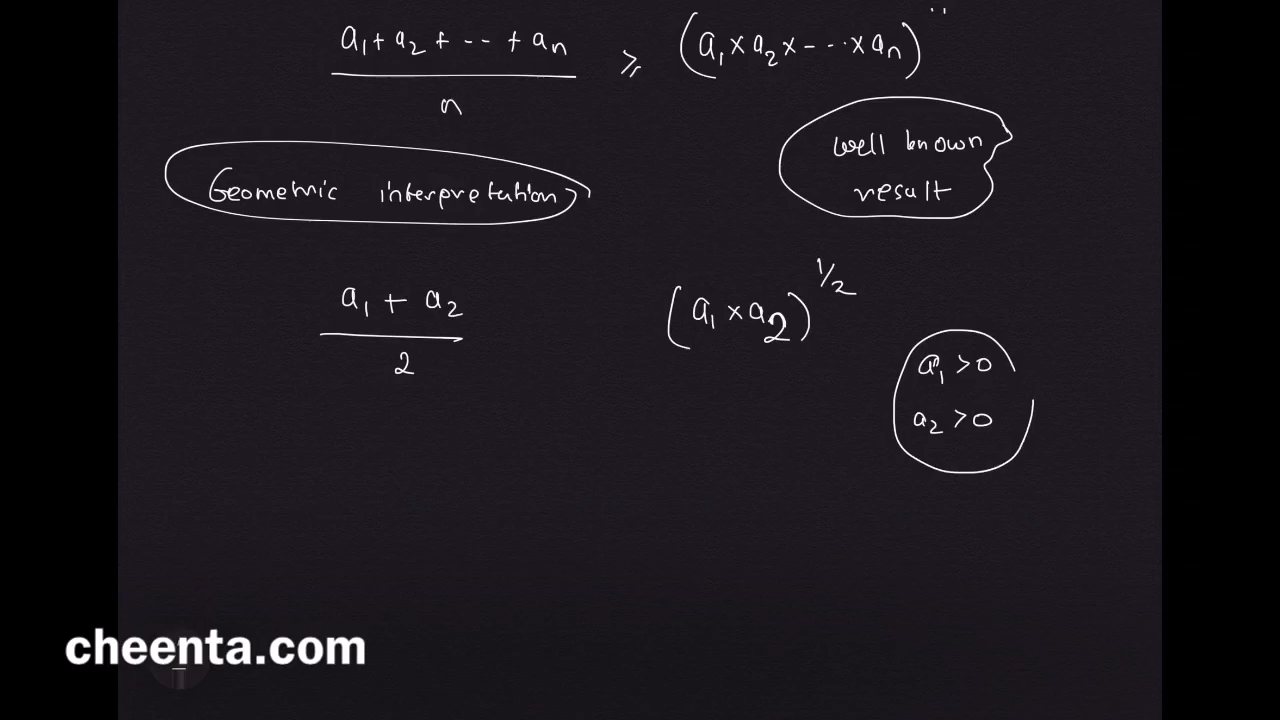 a₁ + a₂ + -- + aₙ / n ≥ (a₁ × a₂ × - -·· × aₙ)
well known
result
Geometric interpretation
a₁ + a₂ / 2 (a₁ × a₂)^1/2
a₁ > 0
a₂ > 0
cheenta.com